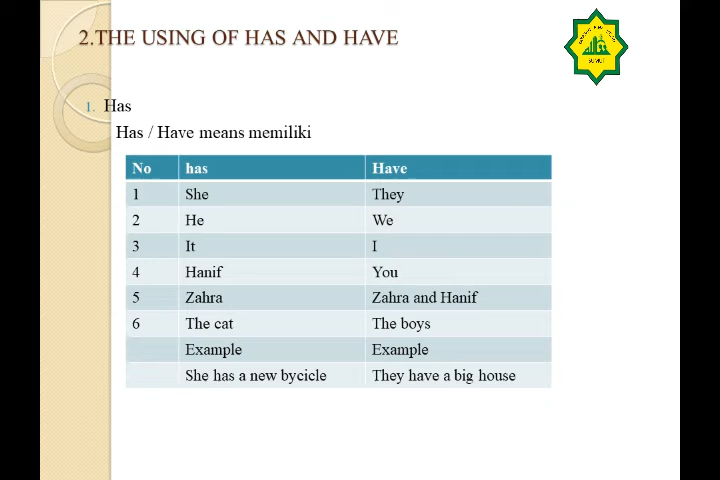 2.THE USING OF HAS AND HAVE
SUMUT
1. Has
Has / Have means memiliki
No has Have
1 She They
2 He We
3 It I
4 Hanif You
5 Zahra Zahra and Hanif
6 The cat The boys
Example Example
She has a new bycicle They have a big house